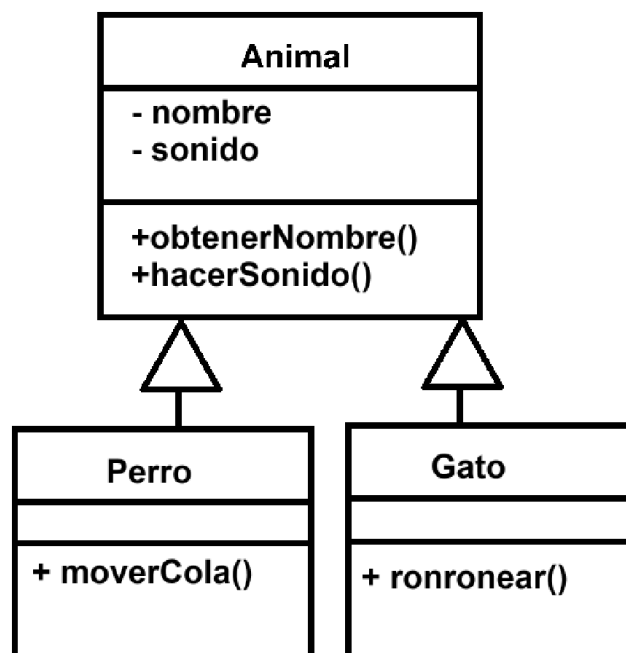 Animal
- nombre
- sonido
+obtenerNombre()
+hacerSonido()
Perro
+ moverCola()
Gato
+ ronronear()